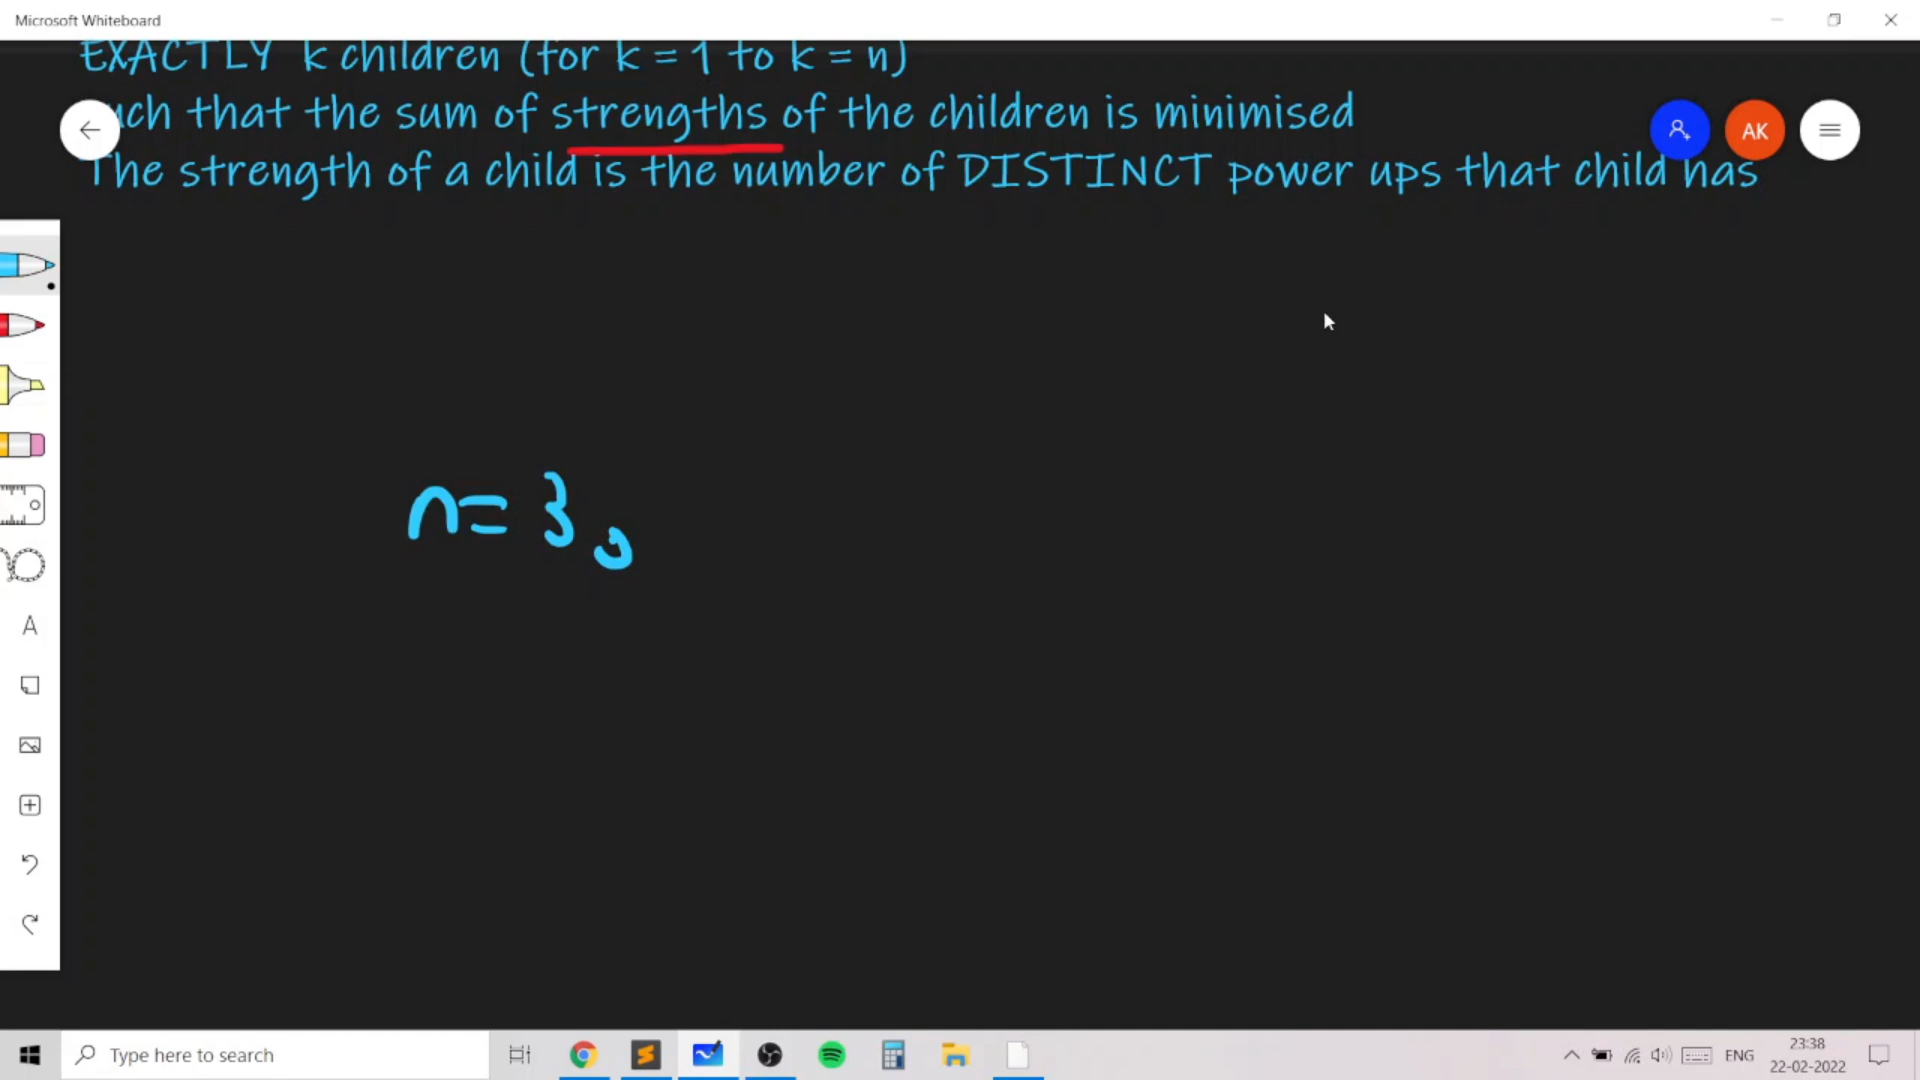 Microsoft Whiteboard
EXACTLY k children (for k = 1 to k = n)
uch that the sum of strengths of the children is minimised
AK
The strength of a child is the number of DISTINCT power ups that child has
n= 3,
A
Type here to search
ENG
23:38
22-02-2022